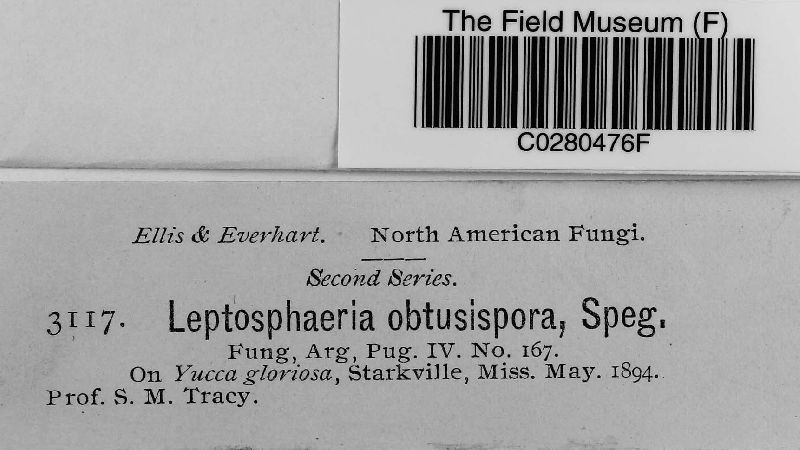 The Field Museum (F)
C0280476F
Ellis & Everhart. North American Fungi.
Second Series.
3117. Leptosphaeria obtusispora, Speg.
Fung, Arg, Pug. IV. No. 167.
On Yucca gloriosa, Starkville, Miss. May. 1894.
Prof. S. M. Tracy.